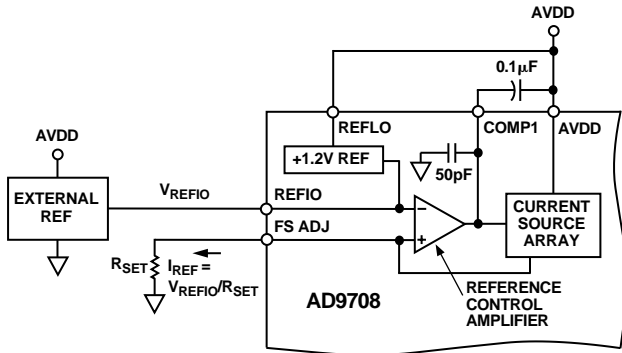 AVDD
0.1µF
AVDD
REFLO
COMP1
AVDD
+1.2V REF
50pF
EXTERNAL
REF
VREFIO
REFIO
–
FS ADJ
+
CURRENT
SOURCE
ARRAY
RSET
IREF =
VREFIO/RSET
AD9708
REFERENCE
CONTROL
AMPLIFIER